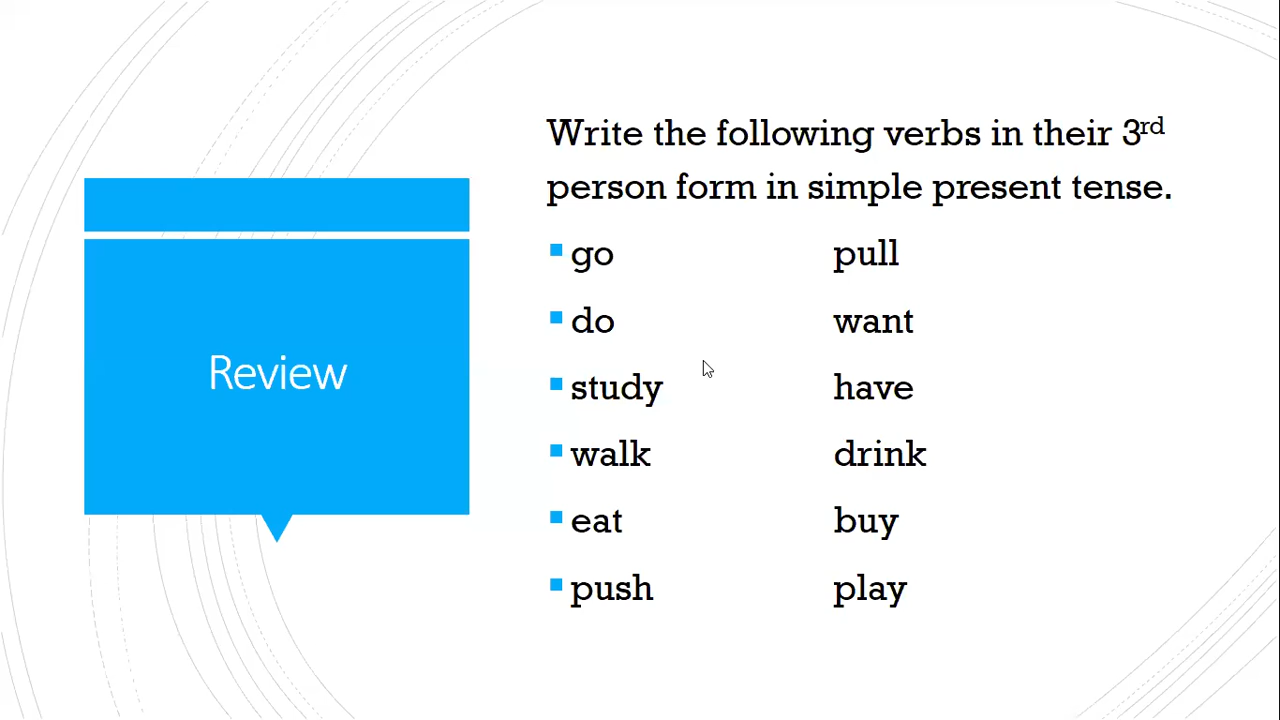 Review
Write the following verbs in their 3rd
person form in simple present tense.
go pull
do want
study have
walk drink
eat buy
push play